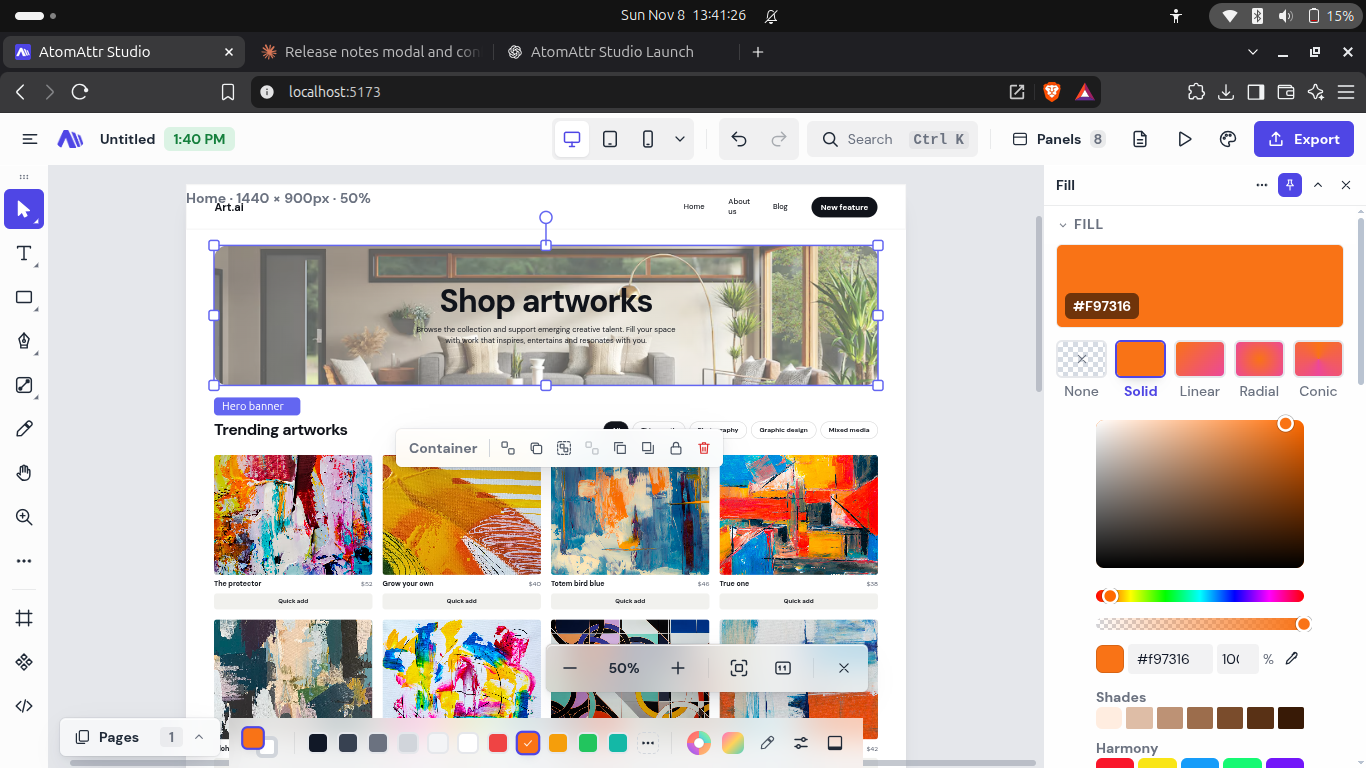 Sun Nov 8 13:41:26
15%
AtomAttr Studio
Release notes modal and con
AtomAttr Studio Launch
localhost:5173
Untitled
1:40 PM
Search Ctrl K
Panels 8
Export
Home · 1440 × 900px · 50%
Art.ai
Home
About us
Blog
New feature
Shop artworks
Browse the collection and support emerging creative talent. Fill your space
with work that inspires, entertains and resonates with you.
Hero banner
Trending artworks
Graphic design
Mixed media
Container
The protector $52
Grow your own $40
Totem bird blue $46
True one $38
Quick add
Quick add
Quick add
Quick add
50%
$42
Pages 1
Fill
FILL
#F97316
None
Solid
Linear
Radial
Conic
#f97316
%
Shades
Harmony